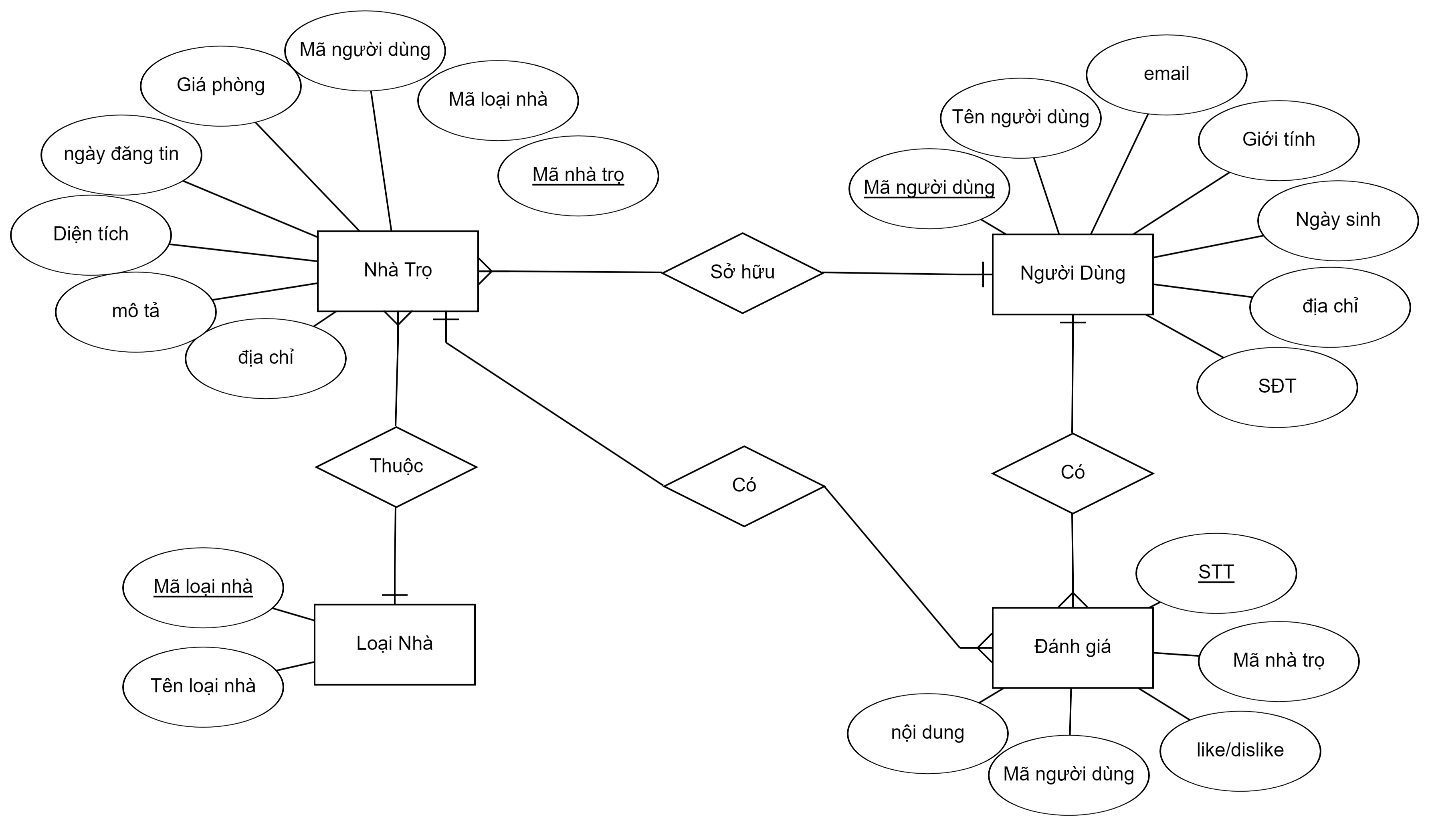 Mã người dùng
Giá phòng
Mã loại nhà
ngày đăng tin
Mã nhà trọ
Diện tích
mô tả
địa chỉ
Nhà Trọ
Sở hữu
email
Tên người dùng
Giới tính
Mã người dùng
Ngày sinh
Người Dùng
địa chỉ
SĐT
Thuộc
Có
Có
Mã loại nhà
Loại Nhà
Tên loại nhà
STT
Đánh giá
Mã nhà trọ
nội dung
like/dislike
Mã người dùng